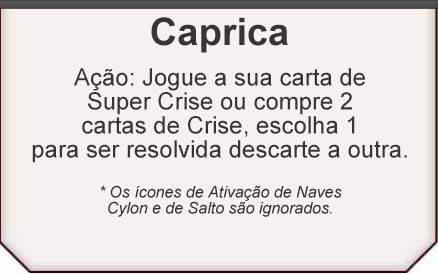 Caprica
Ação: Jogue a sua carta de
Super Crise ou compre 2
cartas de Crise, escolha 1
para ser resolvida descarte a outra.
* Os ícones de Ativação de Naves
Cylon e de Salto são ignorados.